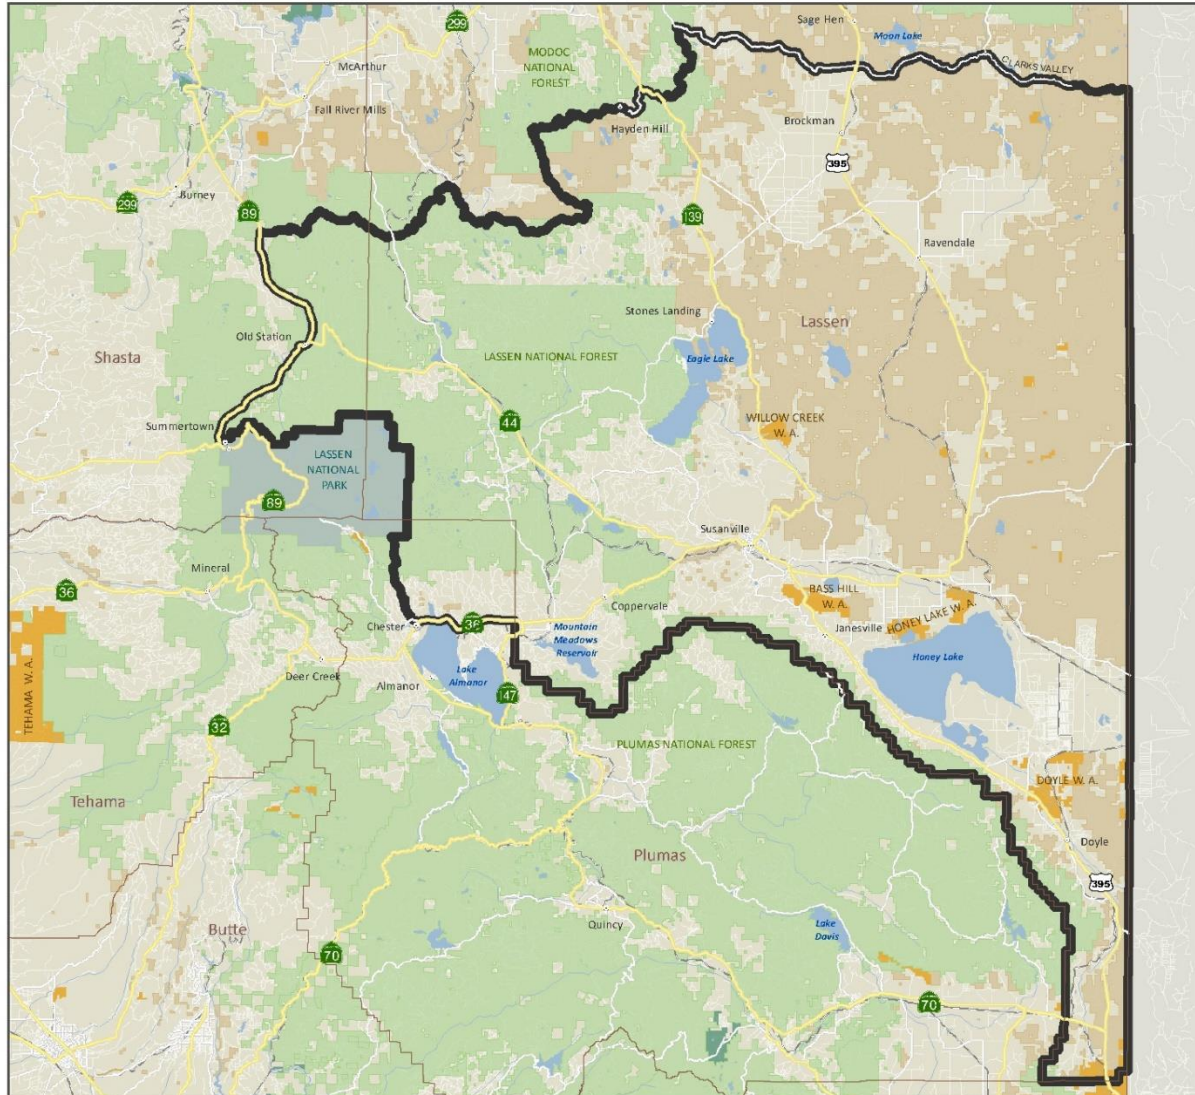 299
Sage Hen
Moon Lake
MODOC
NATIONAL
FOREST
McArthur
CLARKS VALLEY
Fall River Mills
Hayden Hill
Brockman
395
Burney
299
89
139
Ravendale
Stones Landing
Lassen
Old Station
Shasta
LASSEN NATIONAL FOREST
Eagle Lake
Summertown
44
WILLOW CREEK
W. A.
LASSEN
NATIONAL
PARK
89
Susanville
Mineral
36
BASS HILL
W. A.
Coppervale
HONEY LAKE W. A.
Chester
36
Mountain
Meadows
Reservoir
Janesville
Honey Lake
TEHAMA W. A.
Deer Creek
Almanor
Lake
Almanor
147
32
PLUMAS NATIONAL FOREST
DOYLE W. A.
Tehama
Plumas
Doyle
395
Butte
Quincy
Lake
Davis
70
70